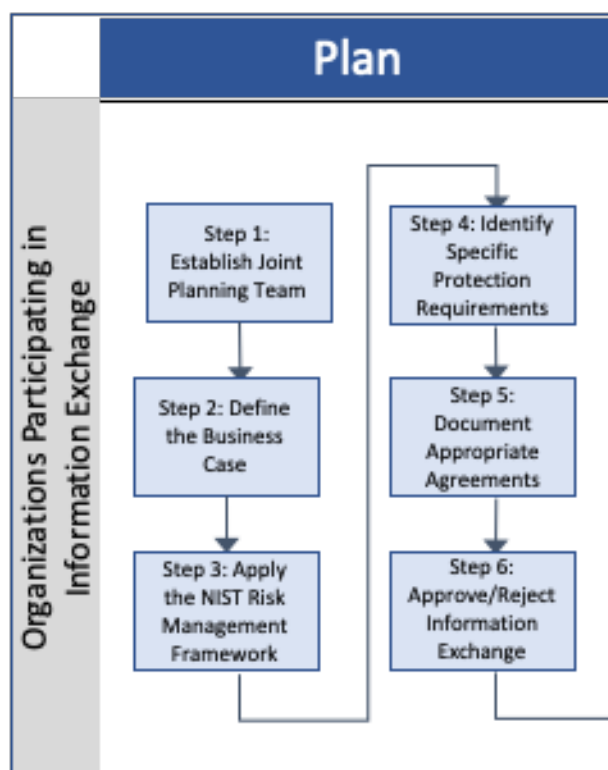 Plan
Organizations Participating in
Information Exchange
Step 1:
Establish Joint
Planning Team
Step 2: Define
the Business
Case
Step 3: Apply
the NIST Risk
Management
Framework
Step 4: Identify
Specific
Protection
Requirements
Step 5:
Document
Appropriate
Agreements
Step 6:
Approve/Reject
Information
Exchange